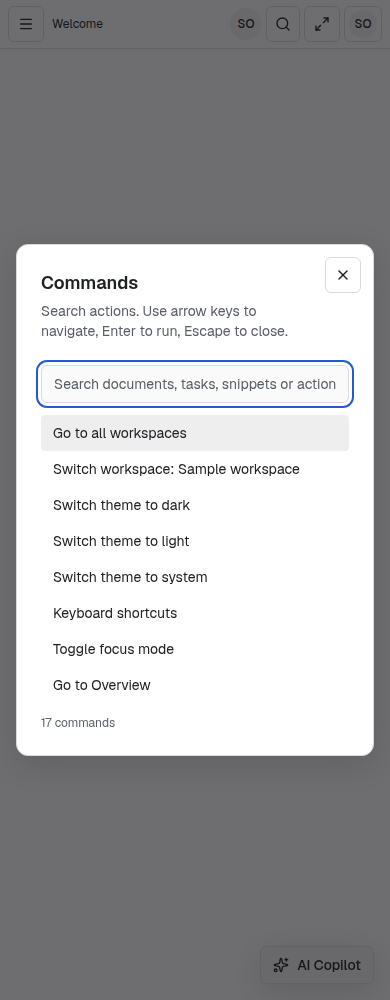 Welcome
SO
SO
Commands
Search actions. Use arrow keys to
navigate, Enter to run, Escape to close.
Search documents, tasks, snippets or action
Go to all workspaces
Switch workspace: Sample workspace
Switch theme to dark
Switch theme to light
Switch theme to system
Keyboard shortcuts
Toggle focus mode
Go to Overview
17 commands
AI Copilot